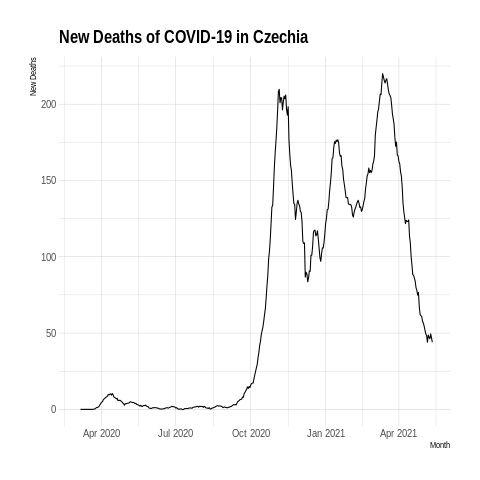 New Deaths of COVID-19 in Czechia
New Deaths
200
150
100
50
0
Apr 2020 Jul 2020 Oct 2020 Jan 2021 Apr 2021
Month